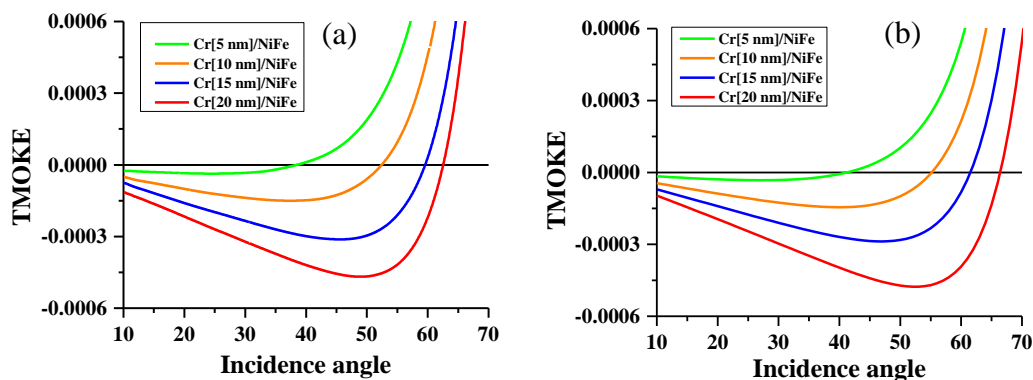 (a)
Cr[5 nm]/NiFe
Cr[10 nm]/NiFe
Cr[15 nm]/NiFe
Cr[20 nm]/NiFe
0.0006
0.0003
0.0000
-0.0003
-0.0006
TMOKE
10 20 30 40 50 60 70
Incidence angle
(b)
Cr[5 nm]/NiFe
Cr[10 nm]/NiFe
Cr[15 nm]/NiFe
Cr[20 nm]/NiFe
0.0006
0.0003
0.0000
-0.0003
-0.0006
TMOKE
10 20 30 40 50 60 70
Incidence angle